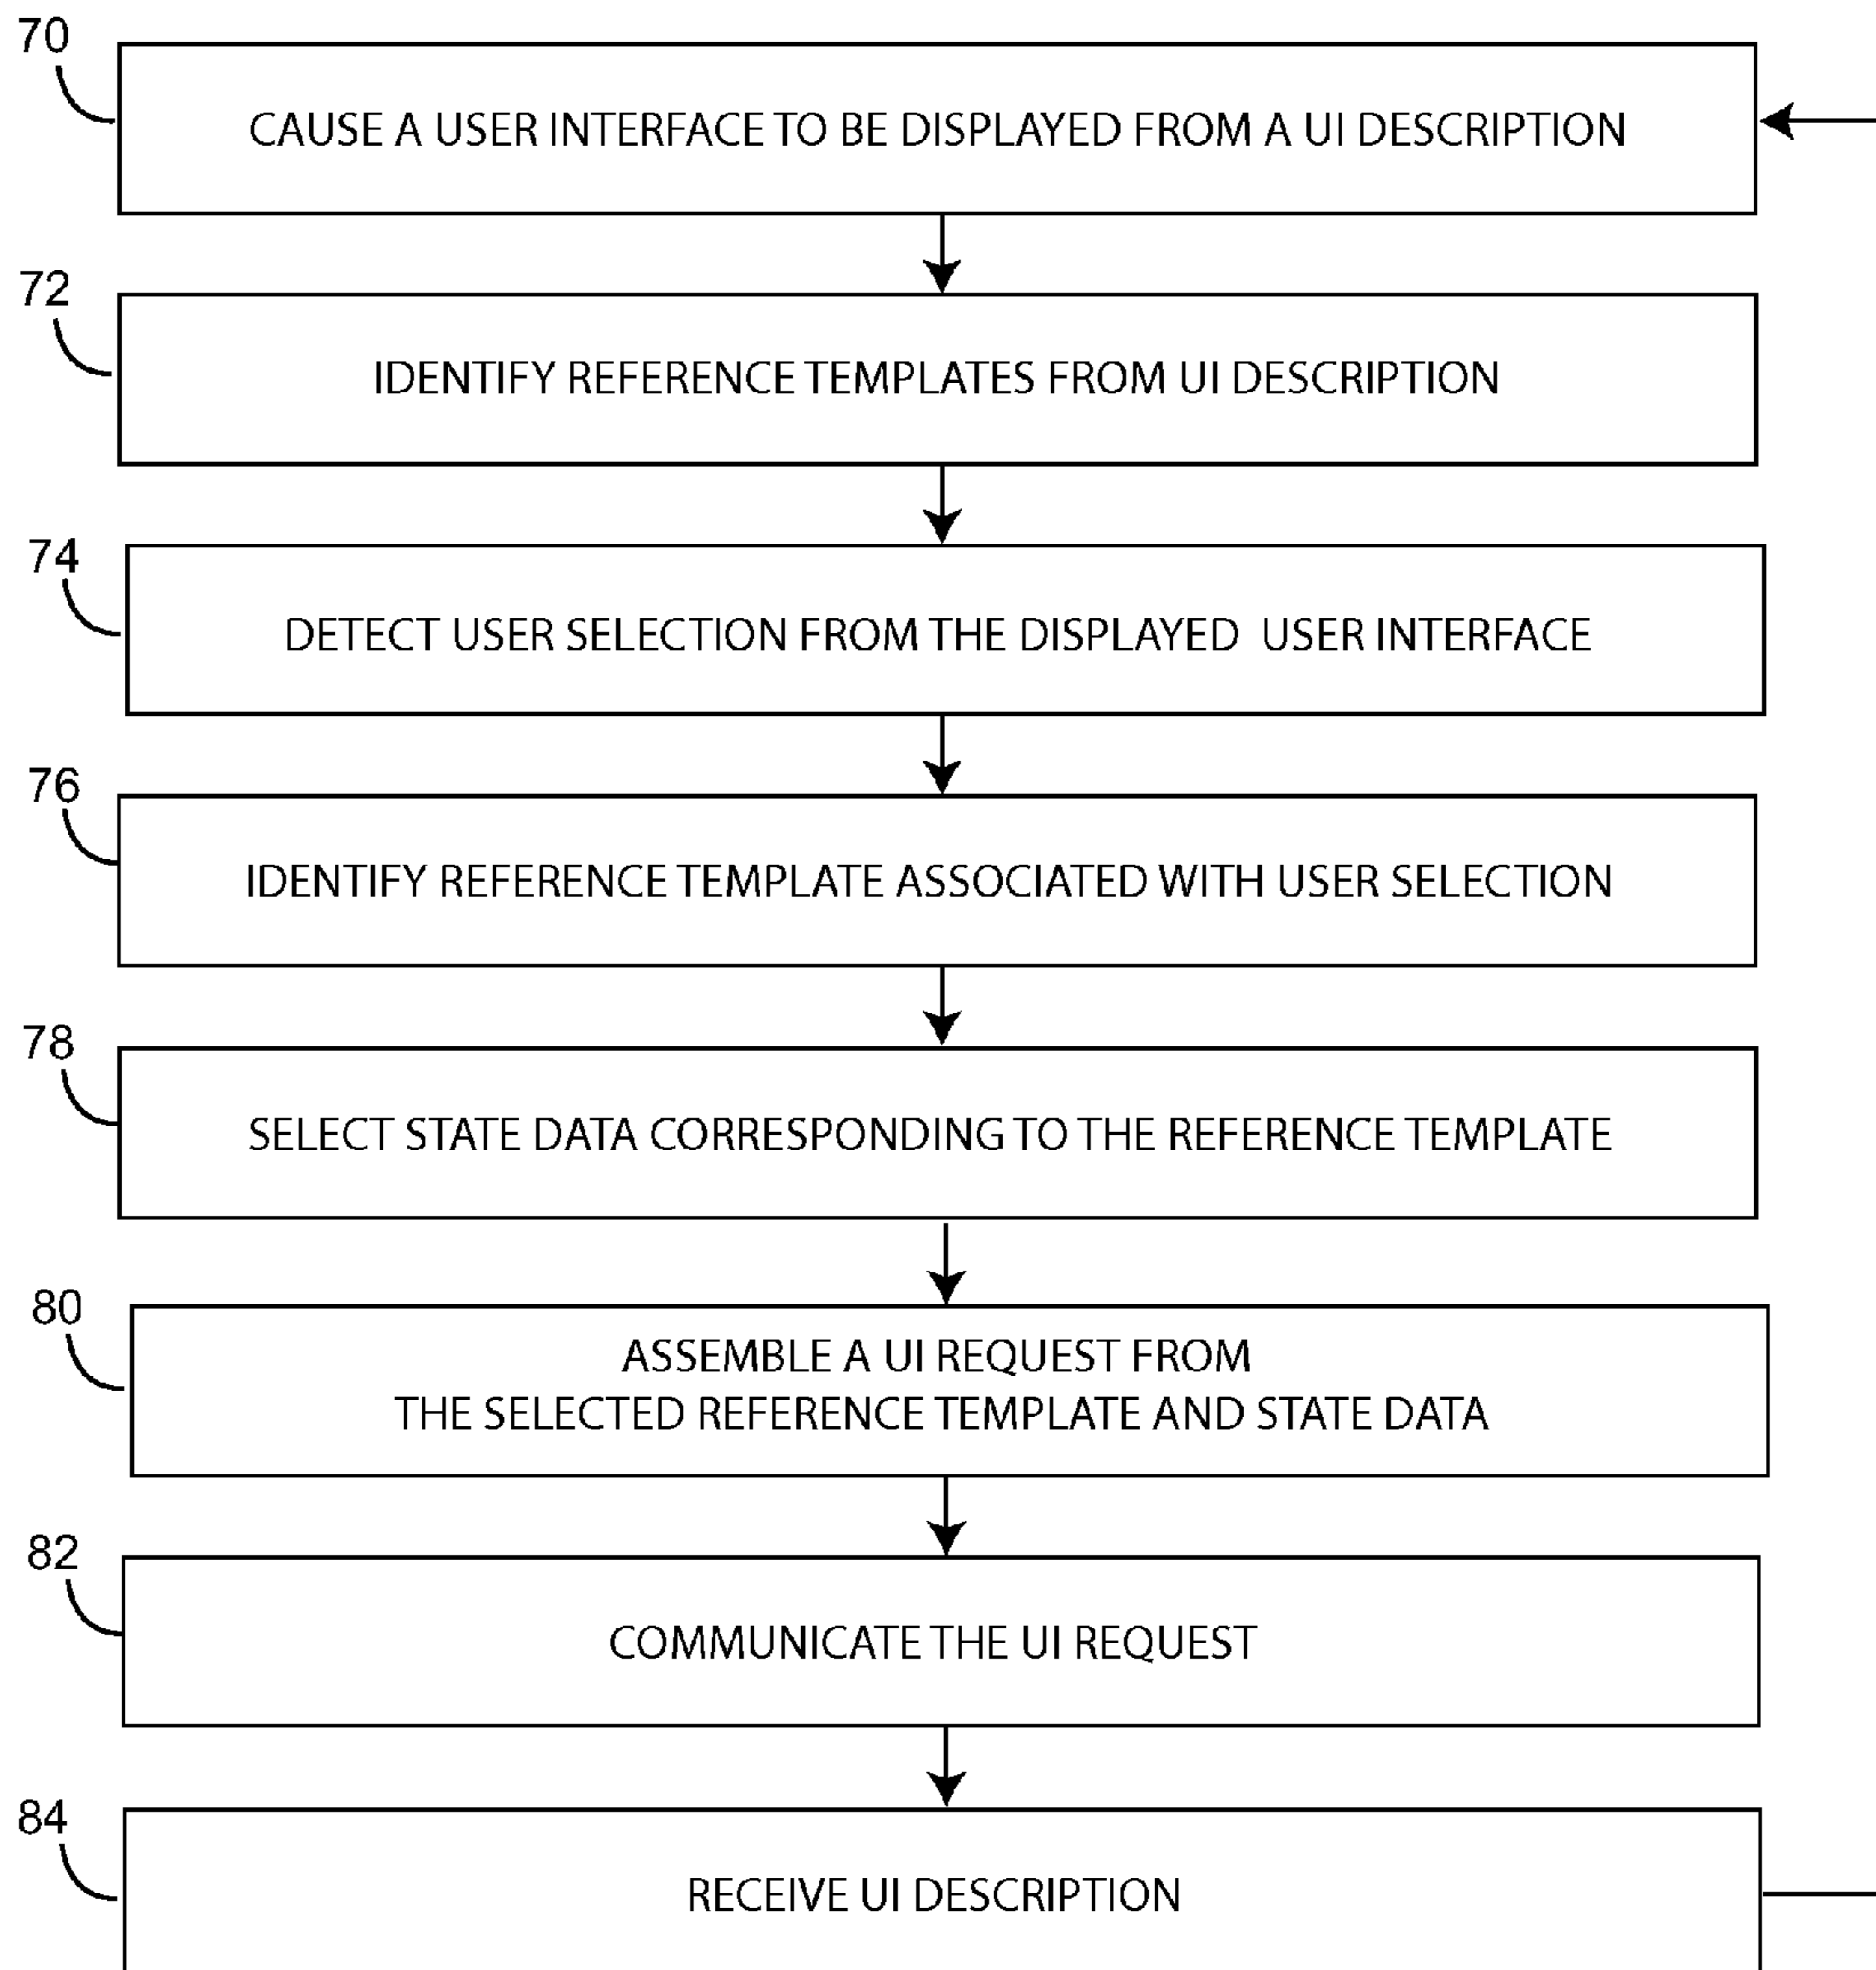 70
CAUSE A USER INTERFACE TO BE DISPLAYED FROM A UI DESCRIPTION
72
IDENTIFY REFERENCE TEMPLATES FROM UI DESCRIPTION
74
DETECT USER SELECTION FROM THE DISPLAYED USER INTERFACE
76
IDENTIFY REFERENCE TEMPLATE ASSOCIATED WITH USER SELECTION
78
SELECT STATE DATA CORRESPONDING TO THE REFERENCE TEMPLATE
80
ASSEMBLE A UI REQUEST FROM
THE SELECTED REFERENCE TEMPLATE AND STATE DATA
82
COMMUNICATE THE UI REQUEST
84
RECEIVE UI DESCRIPTION